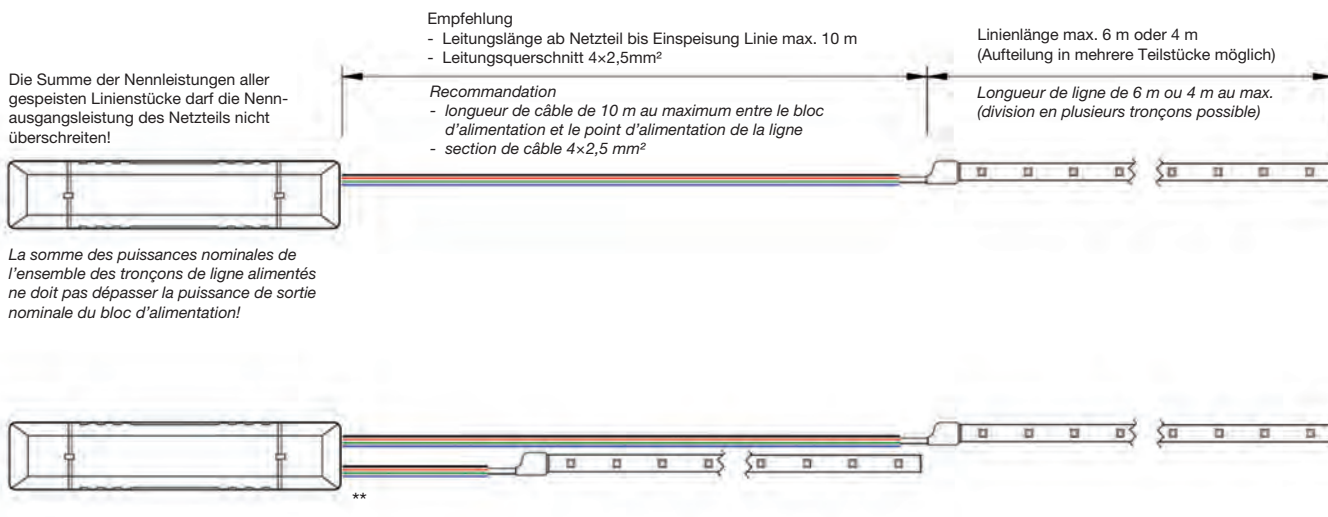 Die Summe der Nennleistungen aller
gespeisten Linienstücke darf die Nenn-
ausgangsleistung des Netzteils nicht
überschreiten!
La somme des puissances nominales de
l'ensemble des tronçons de ligne alimentés
ne doit pas dépasser la puissance de sortie
nominale du bloc d'alimentation!
Empfehlung
- Leitungslänge ab Netzteil bis Einspeisung Linie max. 10 m
- Leitungsquerschnitt 4×2,5mm²
Recommandation
- longueur de câble de 10 m au maximum entre le bloc
d'alimentation et le point d'alimentation de la ligne
- section de câble 4×2,5 mm²
Linienlänge max. 6 m oder 4 m
(Aufteilung in mehrere Teilstücke möglich)
Longueur de ligne de 6 m ou 4 m au max.
(division en plusieurs tronçons possible)
**